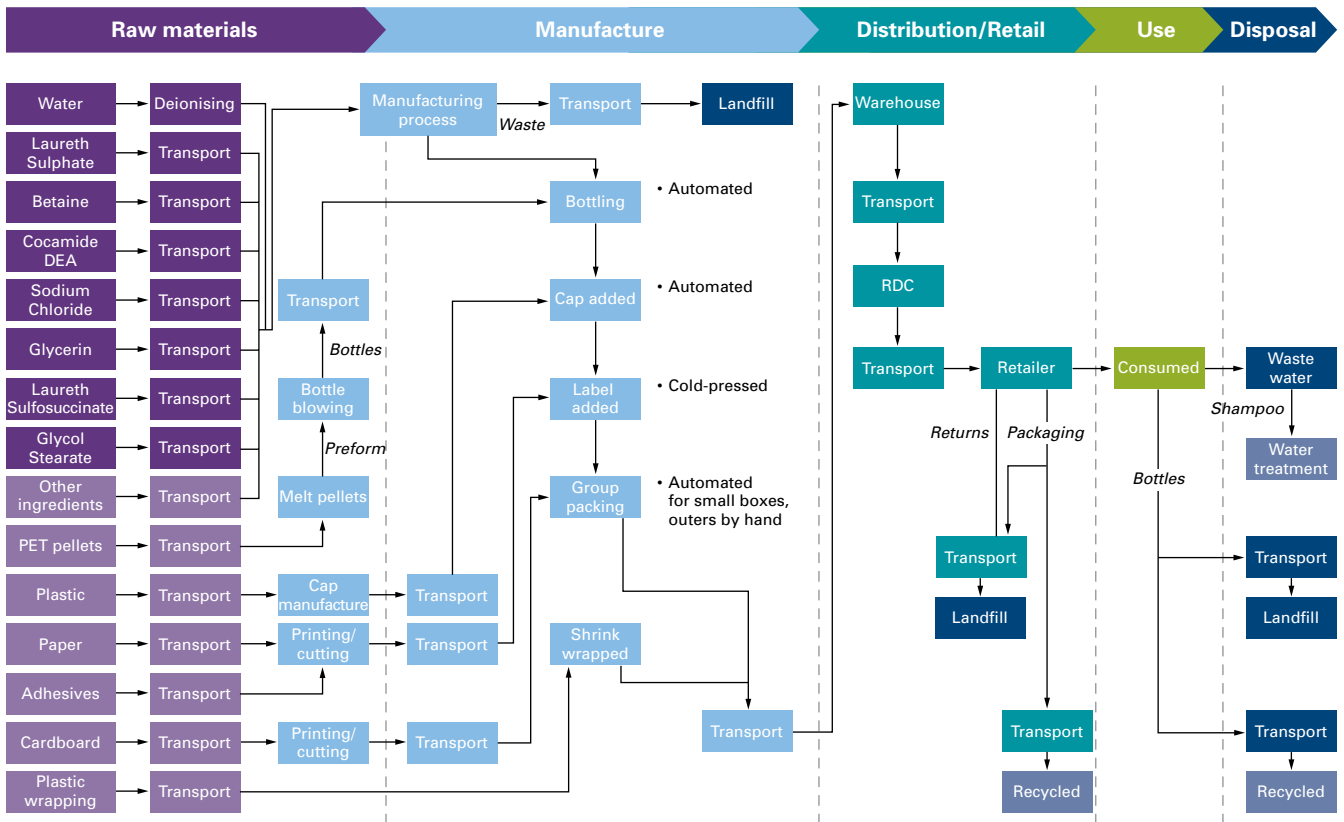 Raw materials
Manufacture
Distribution/Retail
Use
Disposal
Water
Deionising
Manufacturing
process
Waste
Transport
Landfill
Warehouse
Laureth
Sulphate
Transport
Betaine
Transport
Bottling
• Automated
Transport
Cocamide
DEA
Transport
Sodium
Chloride
Transport
Transport
Cap added
• Automated
RDC
Glycerin
Transport
Bottles
Transport
Retailer
Consumed
Waste
water
Laureth
Sulfosuccinate
Transport
Bottle
blowing
Label
added
• Cold-pressed
Shampoo
Glycol
Stearate
Transport
Preform
Returns
Packaging
Water
treatment
Other
ingredients
Transport
Melt pellets
Group
packing
• Automated
for small boxes,
outers by hand
Bottles
PET pellets
Transport
Transport
Transport
Plastic
Transport
Cap
manufacture
Transport
Landfill
Landfill
Paper
Transport
Printing/
cutting
Transport
Shrink
wrapped
Adhesives
Transport
Cardboard
Transport
Printing/
cutting
Transport
Transport
Transport
Transport
Plastic
wrapping
Transport
Recycled
Recycled